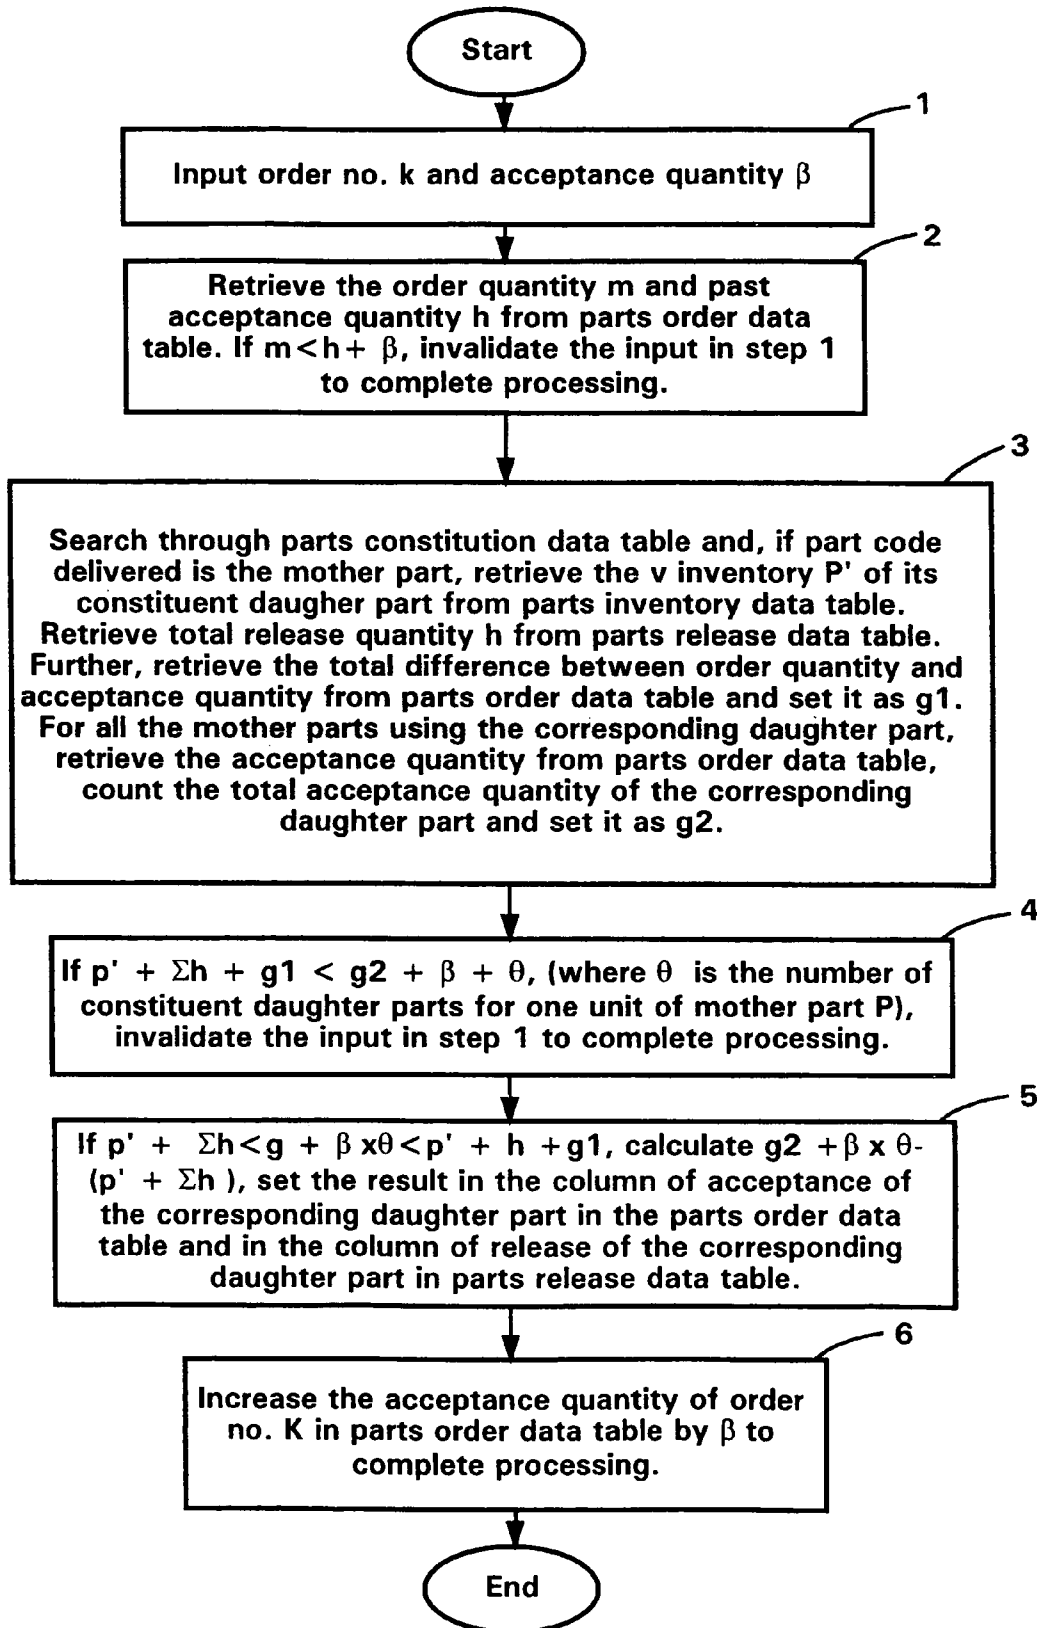 Start
1
Input order no. k and acceptance quantity β
2
Retrieve the order quantity m and past
acceptance quantity h from parts order data
table. If m<h+ β, invalidate the input in step 1
to complete processing.
3
Search through parts constitution data table and, if part code
delivered is the mother part, retrieve the v inventory P' of its
constituent daugher part from parts inventory data table.
Retrieve total release quantity h from parts release data table.
Further, retrieve the total difference between order quantity and
acceptance quantity from parts order data table and set it as g1.
For all the mother parts using the corresponding daughter part,
retrieve the acceptance quantity from parts order data table,
count the total acceptance quantity of the corresponding
daughter part and set it as g2.
4
If p' + Σh + g1 < g2 + β + θ, (where θ is the number of
constituent daughter parts for one unit of mother part P),
invalidate the input in step 1 to complete processing.
5
If p' + Σh<g + β xθ<p' + h +g1, calculate g2 +β x θ-
(p' + Σh ), set the result in the column of acceptance of
the corresponding daughter part in the parts order data
table and in the column of release of the corresponding
daughter part in parts release data table.
6
Increase the acceptance quantity of order
no. K in parts order data table by β to
complete processing.
End